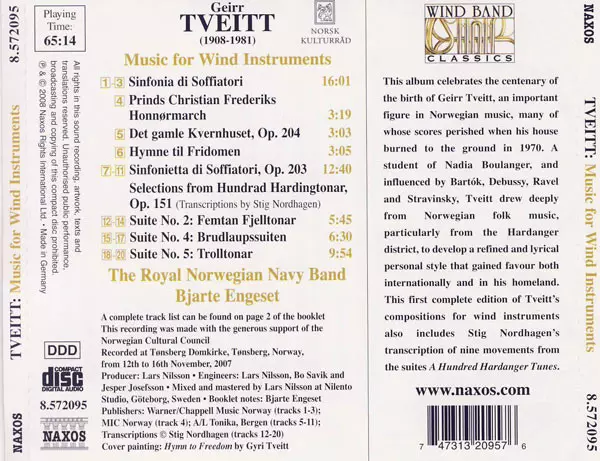 Playing
Time:
65:14
8.572095
All rights in this sound recording, artwork, texts and
translations reserved. Unauthorised public performance,
broadcasting and copying of this compact disc prohibited.
℗ & © 2008 Naxos Rights International Ltd. • Made in
Germany
TVEITT: Music for Wind Instruments
DDD
COMPACT
disc
DIGITAL AUDIO
8.572095
NAXOS
NAXOS
Geirr
TVEITT
(1908-1981)
NORSK
KULTURRÅD
Music for Wind Instruments
1 - 3 Sinfonia di Soffiatori 16:01
4 Prinds Christian Frederiks
Honnørmarch 3:19
5 Det gamle Kvernhuset, Op. 204 3:03
6 Hymne til Fridomen 3:05
7 - 11 Sinfonietta di Soffiatori, Op. 203 12:40
Selections from Hundrad Hardingtonar,
Op. 151 (Transcriptions by Stig Nordhagen)
12 - 14 Suite No. 2: Femtan Fjelltonar 5:45
15 - 17 Suite No. 4: Brudlaupssuiten 6:30
18 - 20 Suite No. 5: Trolltonar 9:54
The Royal Norwegian Navy Band
Bjarte Engeset
A complete track list can be found on page 2 of the booklet
This recording was made with the generous support of the
Norwegian Cultural Council
Recorded at Tønsberg Domkirke, Tønsberg, Norway,
from 12th to 16th November, 2007
Producer: Lars Nilsson • Engineers: Lars Nilsson, Bo Savik and
Jesper Josefsson • Mixed and mastered by Lars Nilsson at Nilento
Studio, Göteborg, Sweden • Booklet notes: Bjarte Engeset
Publishers: Warner/Chappell Music Norway (tracks 1-3);
MIC Norway (track 4); A/L Tonika, Bergen (tracks 5-11);
Transcriptions © Stig Nordhagen (tracks 12-20)
Cover painting: Hymn to Freedom by Gyri Tveitt
WIND BAND
CLASSICS
This album celebrates the centenary of
the birth of Geirr Tveitt, an important
figure in Norwegian music, many of
whose scores perished when his house
burned to the ground in 1970. A
student of Nadia Boulanger, and
influenced by Bartók, Debussy, Ravel
and Stravinsky, Tveitt drew deeply
from Norwegian folk music,
particularly from the Hardanger
district, to develop a refined and lyrical
personal style that gained favour both
internationally and in his homeland.
This first complete edition of Tveitt's
compositions for wind instruments
also includes Stig Nordhagen's
transcription of nine movements from
the suites A Hundred Hardanger Tunes.
www.naxos.com
7 47313 20957 6
NAXOS
8.572095
TVEITT: Music for Wind Instruments
8.572095